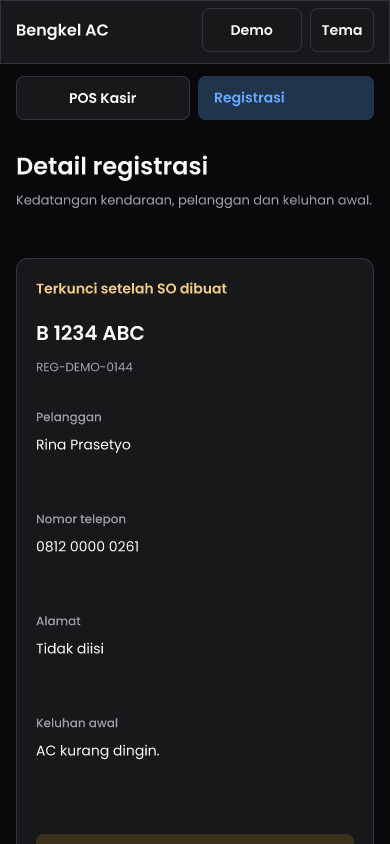 Bengkel AC
Demo
Tema
POS Kasir
Registrasi
Detail registrasi
Kedatangan kendaraan, pelanggan dan keluhan awal.
Terkunci setelah SO dibuat
B 1234 ABC
REG-DEMO-0144
Pelanggan
Rina Prasetyo
Nomor telepon
0812 0000 0261
Alamat
Tidak diisi
Keluhan awal
AC kurang dingin.